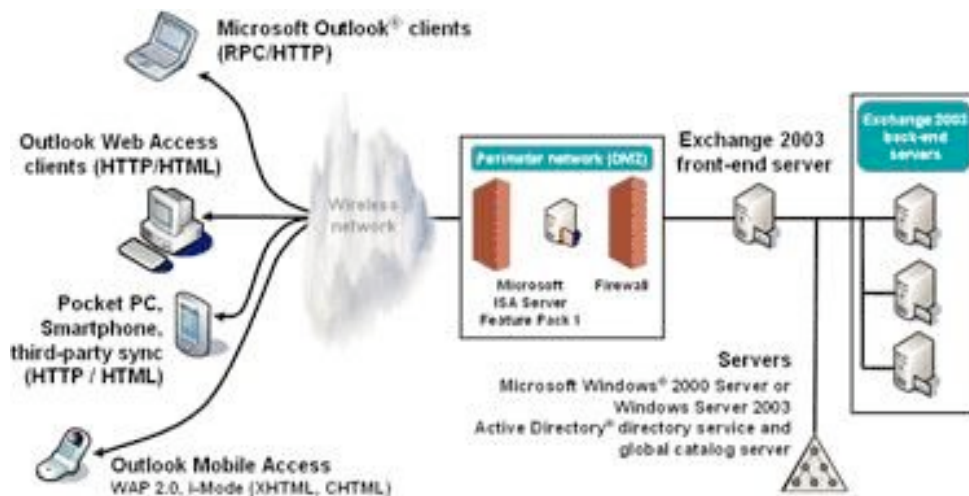 Microsoft Outlook® clients
(RPC/HTTP)
Outlook Web Access
clients (HTTP/HTML)
Pocket PC,
Smartphone,
third-party sync
(HTTP / HTML)
Outlook Mobile Access
WAP 2.0, i-Mode (XHTML, CHTML)
Wireless
network
Perimeter network (DMZ)
Microsoft
ISA Server
Feature Pack 1
Firewall
Exchange 2003
front-end server
Exchange 2003
back-end
servers
Servers
Microsoft Windows® 2000 Server or
Windows Server 2003
Active Directory® directory service and
global catalog server